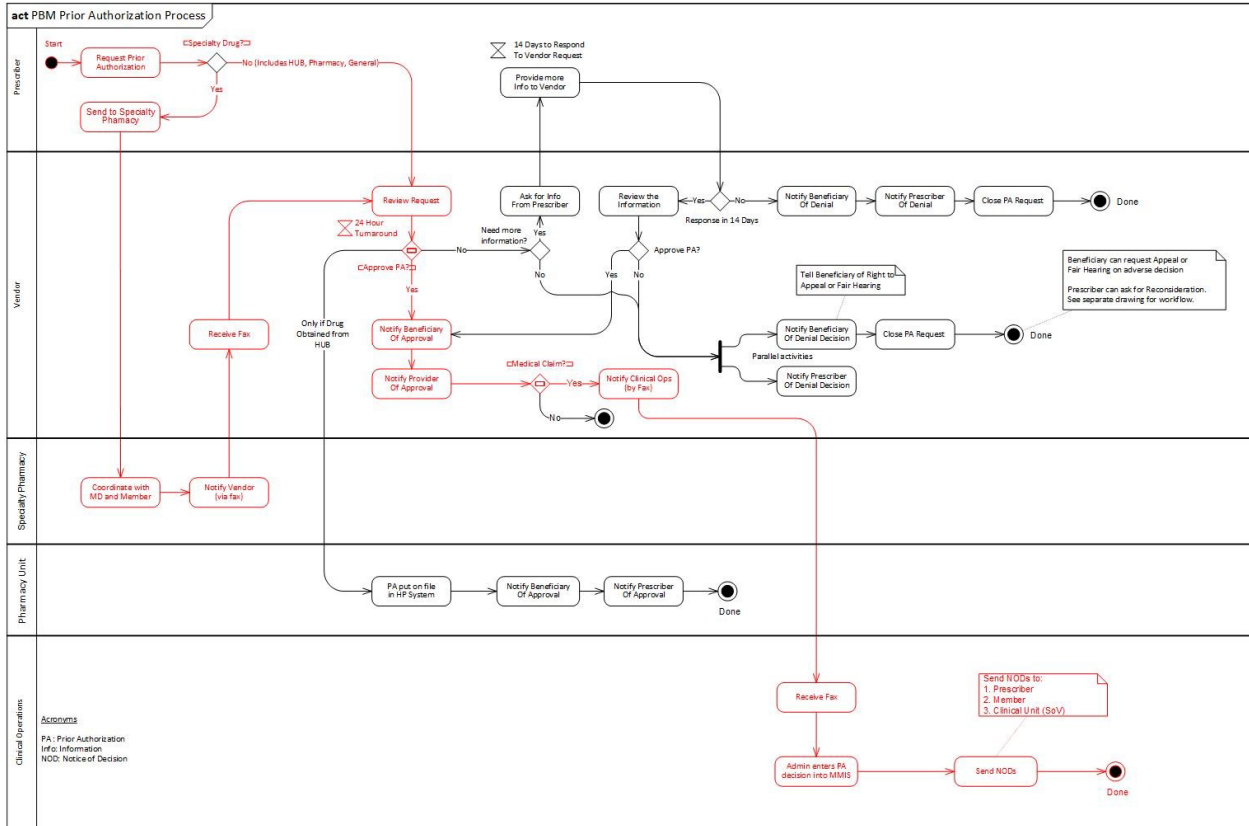 act PBM Prior Authorization Process
Prescriber
Start
Request Prior
Authorization
Specialty Drug?
No (Includes HUB, Pharmacy, General)
Yes
Send to Specialty
Phamacy
14 Days to Respond
To Vendor Request
Provide more
Info to Vendor
Vendor
Review Request
24 Hour
Turnaround
Approve PA?
No
Yes
Need more
information?
Ask for Info
From Prescriber
Yes
No
Review the
Information
Yes
No
Response in 14 Days
Approve PA?
Yes
No
Notify Beneficiary
Of Denial
Notify Prescriber
Of Denial
Close PA Request
Done
Tell Beneficiary of Right to
Appeal or Fair Hearing
Beneficiary can request Appeal or
Fair Hearing on adverse decision
Prescriber can ask for Reconsideration.
See separate drawing for workflow.
Only if Drug
Obtained from
HUB
Receive Fax
Notify Beneficiary
Of Approval
Notify Provider
Of Approval
Medical Claim?
Yes
No
Notify Clinical Ops
(by Fax)
Parallel activities
Notify Beneficiary
Of Denial Decision
Close PA Request
Done
Notify Prescriber
Of Denial Decision
Specialty Pharmacy
Coordinate with
MD and Member
Notify Vendor
(via fax)
Pharmacy Unit
PA put on file
in HP System
Notify Beneficiary
Of Approval
Notify Prescriber
Of Approval
Done
Clinical Operations
Acronyms
PA : Prior Authorization
Info: Information
NOD: Notice of Decision
Receive Fax
Admin enters PA
decision into MMIS
Send NODs to:
1. Prescriber
2. Member
3. Clinical Unit (SoV)
Send NODs
Done